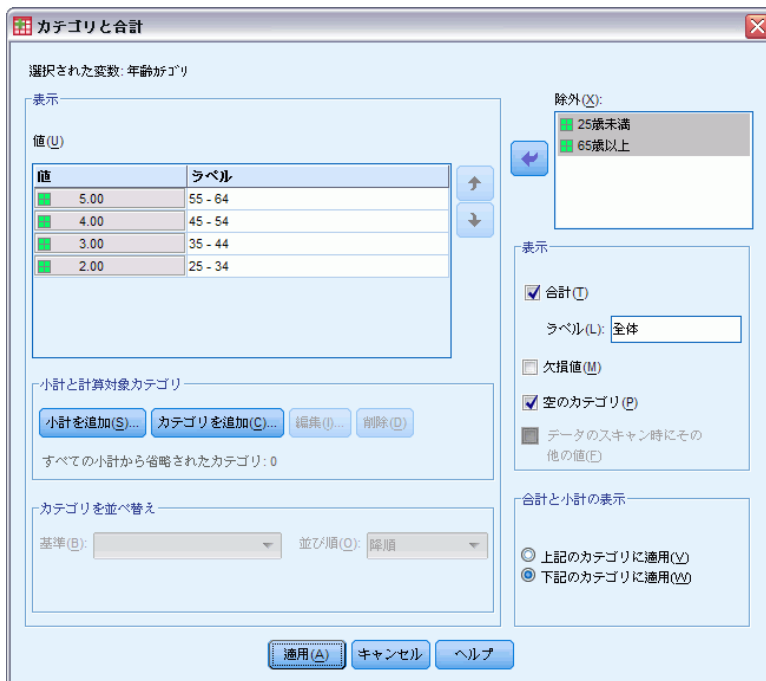 カテゴリと合計
選択された変数: 年齢カテゴリ
表示
値(U)
値 ラベル
5.00 55 - 64
4.00 45 - 54
3.00 35 - 44
2.00 25 - 34
小計と計算対象カテゴリ
小計を追加(S)... カテゴリを追加(C)... 編集(I)... 削除(D)
すべての小計から省略されたカテゴリ: 0
カテゴリを並べ替え
基準(B): 並び順(O): 降順
除外(X):
25歳未満
65歳以上
表示
合計(T)
ラベル(L): 全体
欠損値(M)
空のカテゴリ(P)
データのスキャン時にその
他の値(F)
合計と小計の表示
上記のカテゴリに適用(V)
下記のカテゴリに適用(W)
適用(A) キャンセル ヘルプ